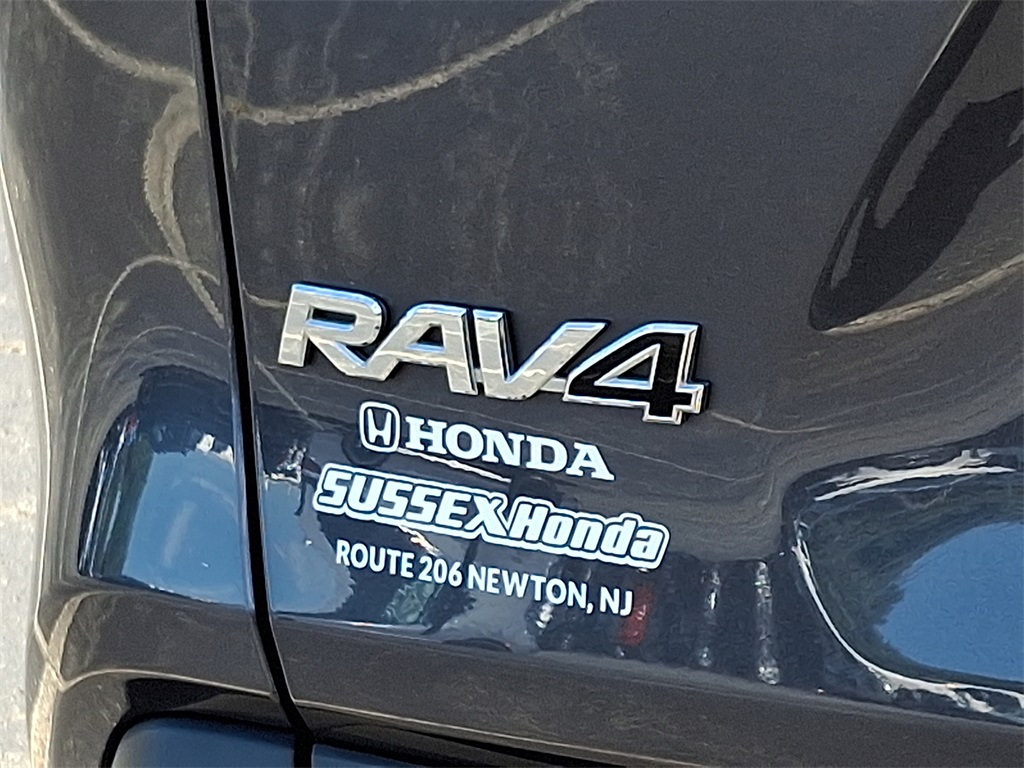 RAV4
HONDA
SUSSEX Honda
ROUTE 206 NEWTON, NJ